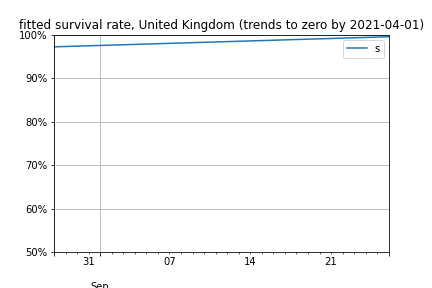 fitted survival rate, United Kingdom (trends to zero by 2021-04-01)
100%
s
90%
80%
70%
60%
50%
31 07 14 21
Sep